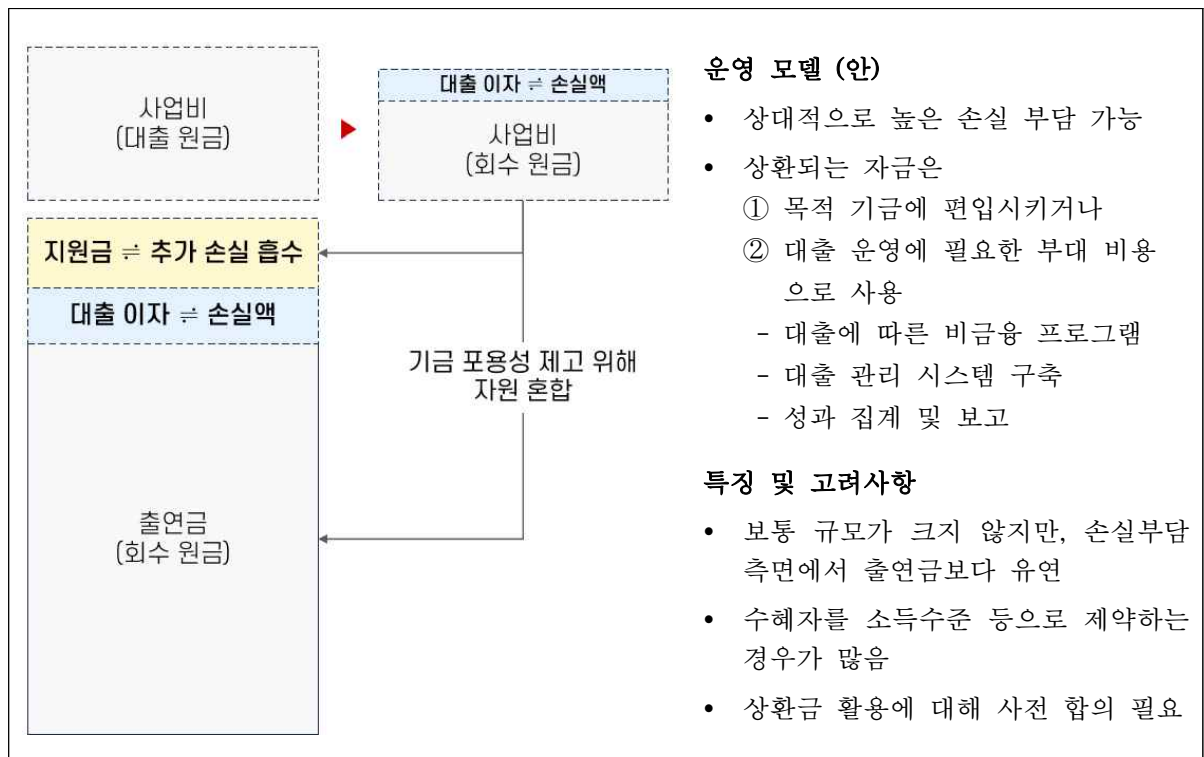 사업비
(대출 원금)
대출 이자 ≓ 손실액
사업비
(회수 원금)
지원금 ≓ 추가 손실 흡수
대출 이자 ≓ 손실액
기금 포용성 제고 위해
자원 혼합
출연금
(회수 원금)
운영 모델 (안)
• 상대적으로 높은 손실 부담 가능
• 상환되는 자금은
① 목적 기금에 편입시키거나
② 대출 운영에 필요한 부대 비용
으로 사용
- 대출에 따른 비금융 프로그램
- 대출 관리 시스템 구축
- 성과 집계 및 보고
특징 및 고려사항
• 보통 규모가 크지 않지만, 손실부담
측면에서 출연금보다 유연
• 수혜자를 소득수준 등으로 제약하는
경우가 많음
• 상환금 활용에 대해 사전 합의 필요